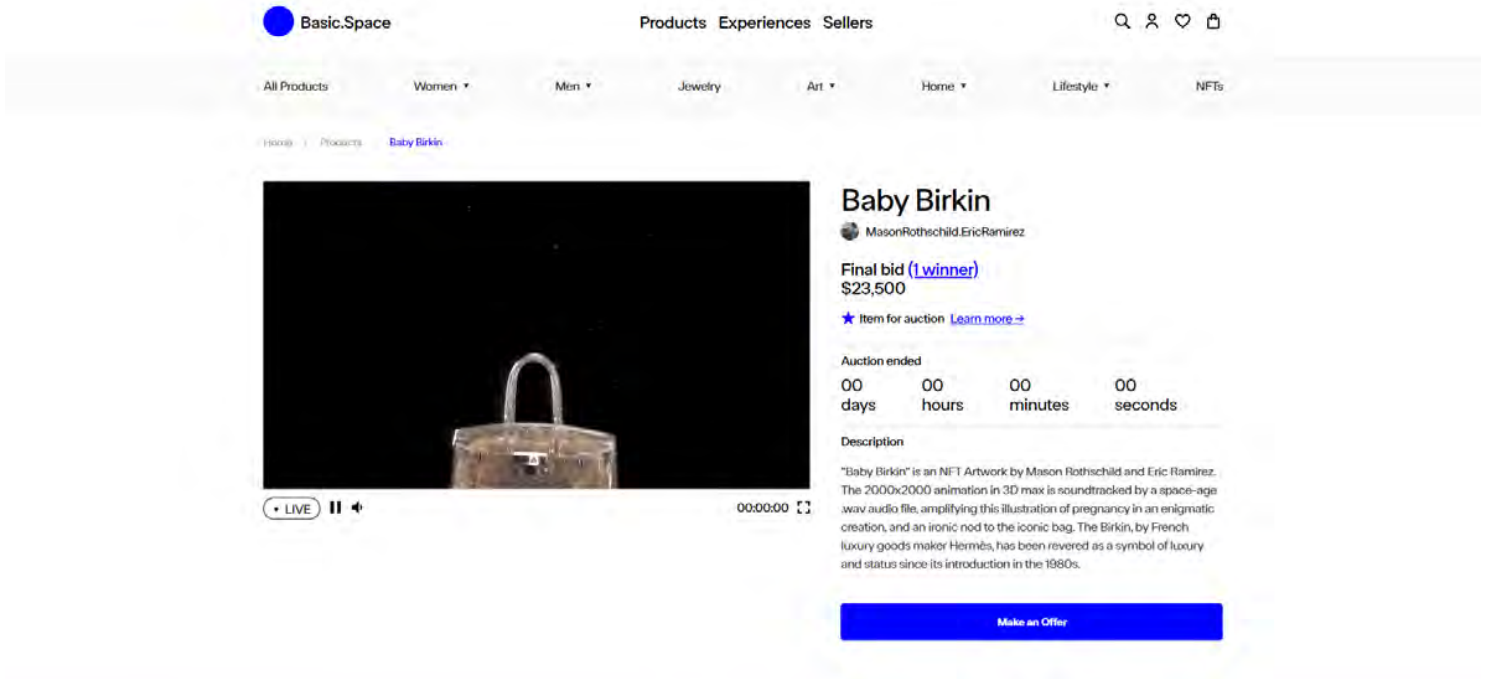 Basic.Space
Products Experiences Sellers
All Products Women Men Jewelry Art Home Lifestyle NFTs
Home Products Baby Birkin
Baby Birkin
MasonRothschild.EricRamirez
Final bid (1 winner)
$23,500
★ Item for auction Learn more →
Auction ended
00 00 00 00
days hours minutes seconds
Description
"Baby Birkin" is an NFT Artwork by Mason Rothschild and Eric Ramirez.
The 2000x2000 animation in 3D max is soundtracked by a space-age
.wav audio file, amplifying this illustration of pregnancy in an enigmatic
creation, and an ironic nod to the iconic bag. The Birkin, by French
luxury goods maker Hermès, has been revered as a symbol of luxury
and status since its introduction in the 1980s.
• LIVE 00:00:00
Make an Offer